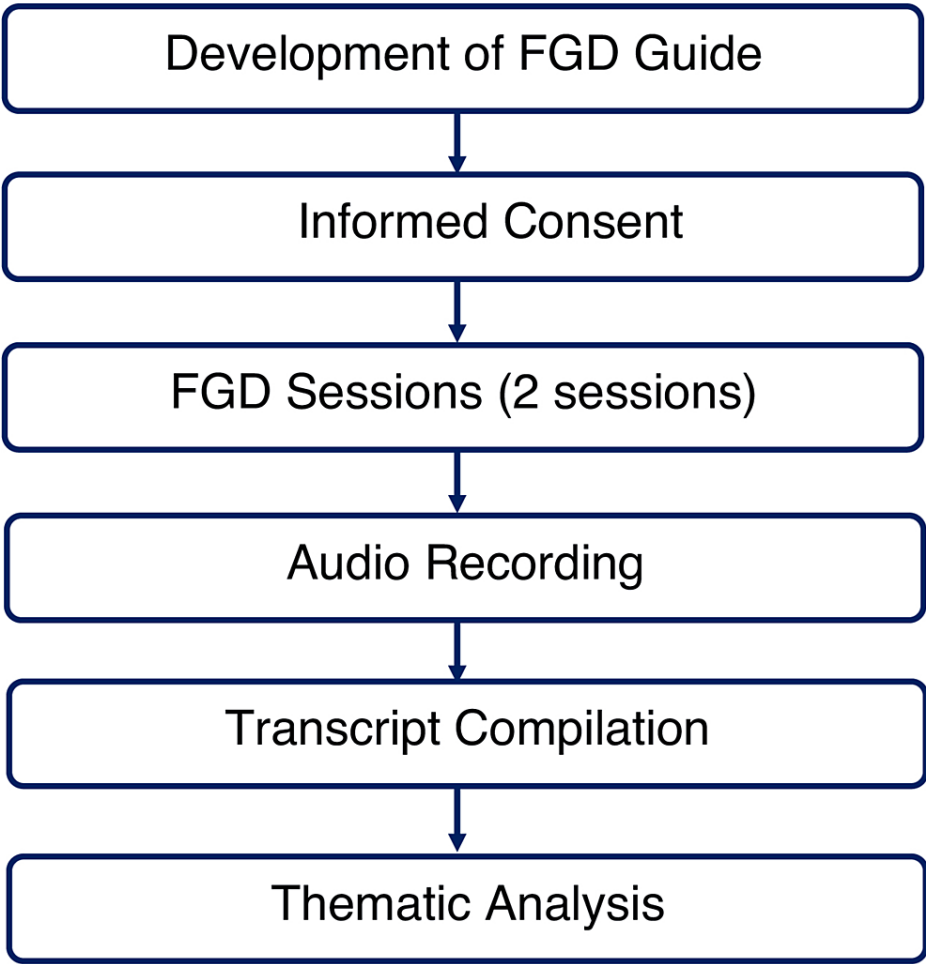 Development of FGD Guide
Informed Consent
FGD Sessions (2 sessions)
Audio Recording
Transcript Compilation
Thematic Analysis